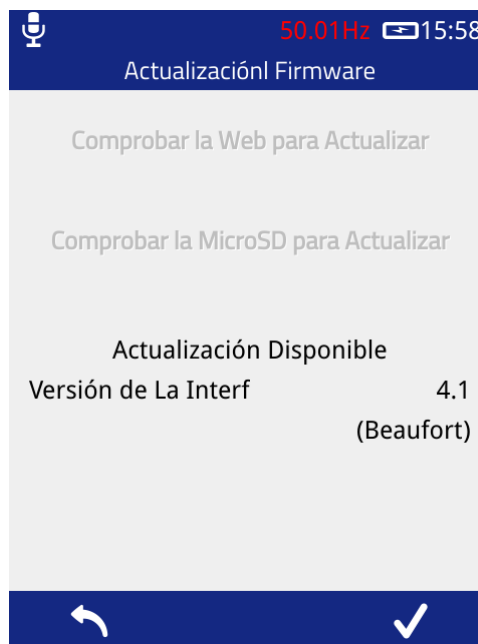 50.01Hz 15:58
Actualizaciónl Firmware
Comprobar la Web para Actualizar
Comprobar la MicroSD para Actualizar
Actualización Disponible
Versión de La Interf 4.1
(Beaufort)